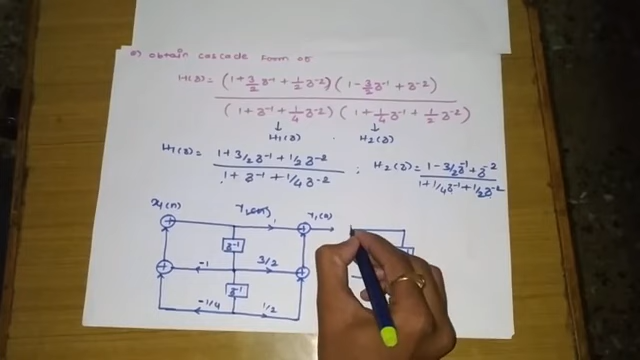 obtain cascade form of
H(z) = (1 + 3/2 z⁻¹ + 1/2 z⁻²) (1 - 3/2 z⁻¹ + z⁻²)
(1 + z⁻¹ + 1/4 z⁻²) (1 + 1/4 z⁻¹ + 1/2 z⁻²)
↓ ↓
H₁(z) . H₂(z)
H₁(z) = 1 + 3/2 z⁻¹ + 1/2 z⁻² ; H₂(z) = 1 - 3/2 z⁻¹ + z⁻²
1 + z⁻¹ + 1/4 z⁻² 1 + 1/4 z⁻¹ + 1/2 z⁻²
x₁(n) y₁(n)
z⁻¹
-1 3/2
z⁻¹
-1/4 1/2